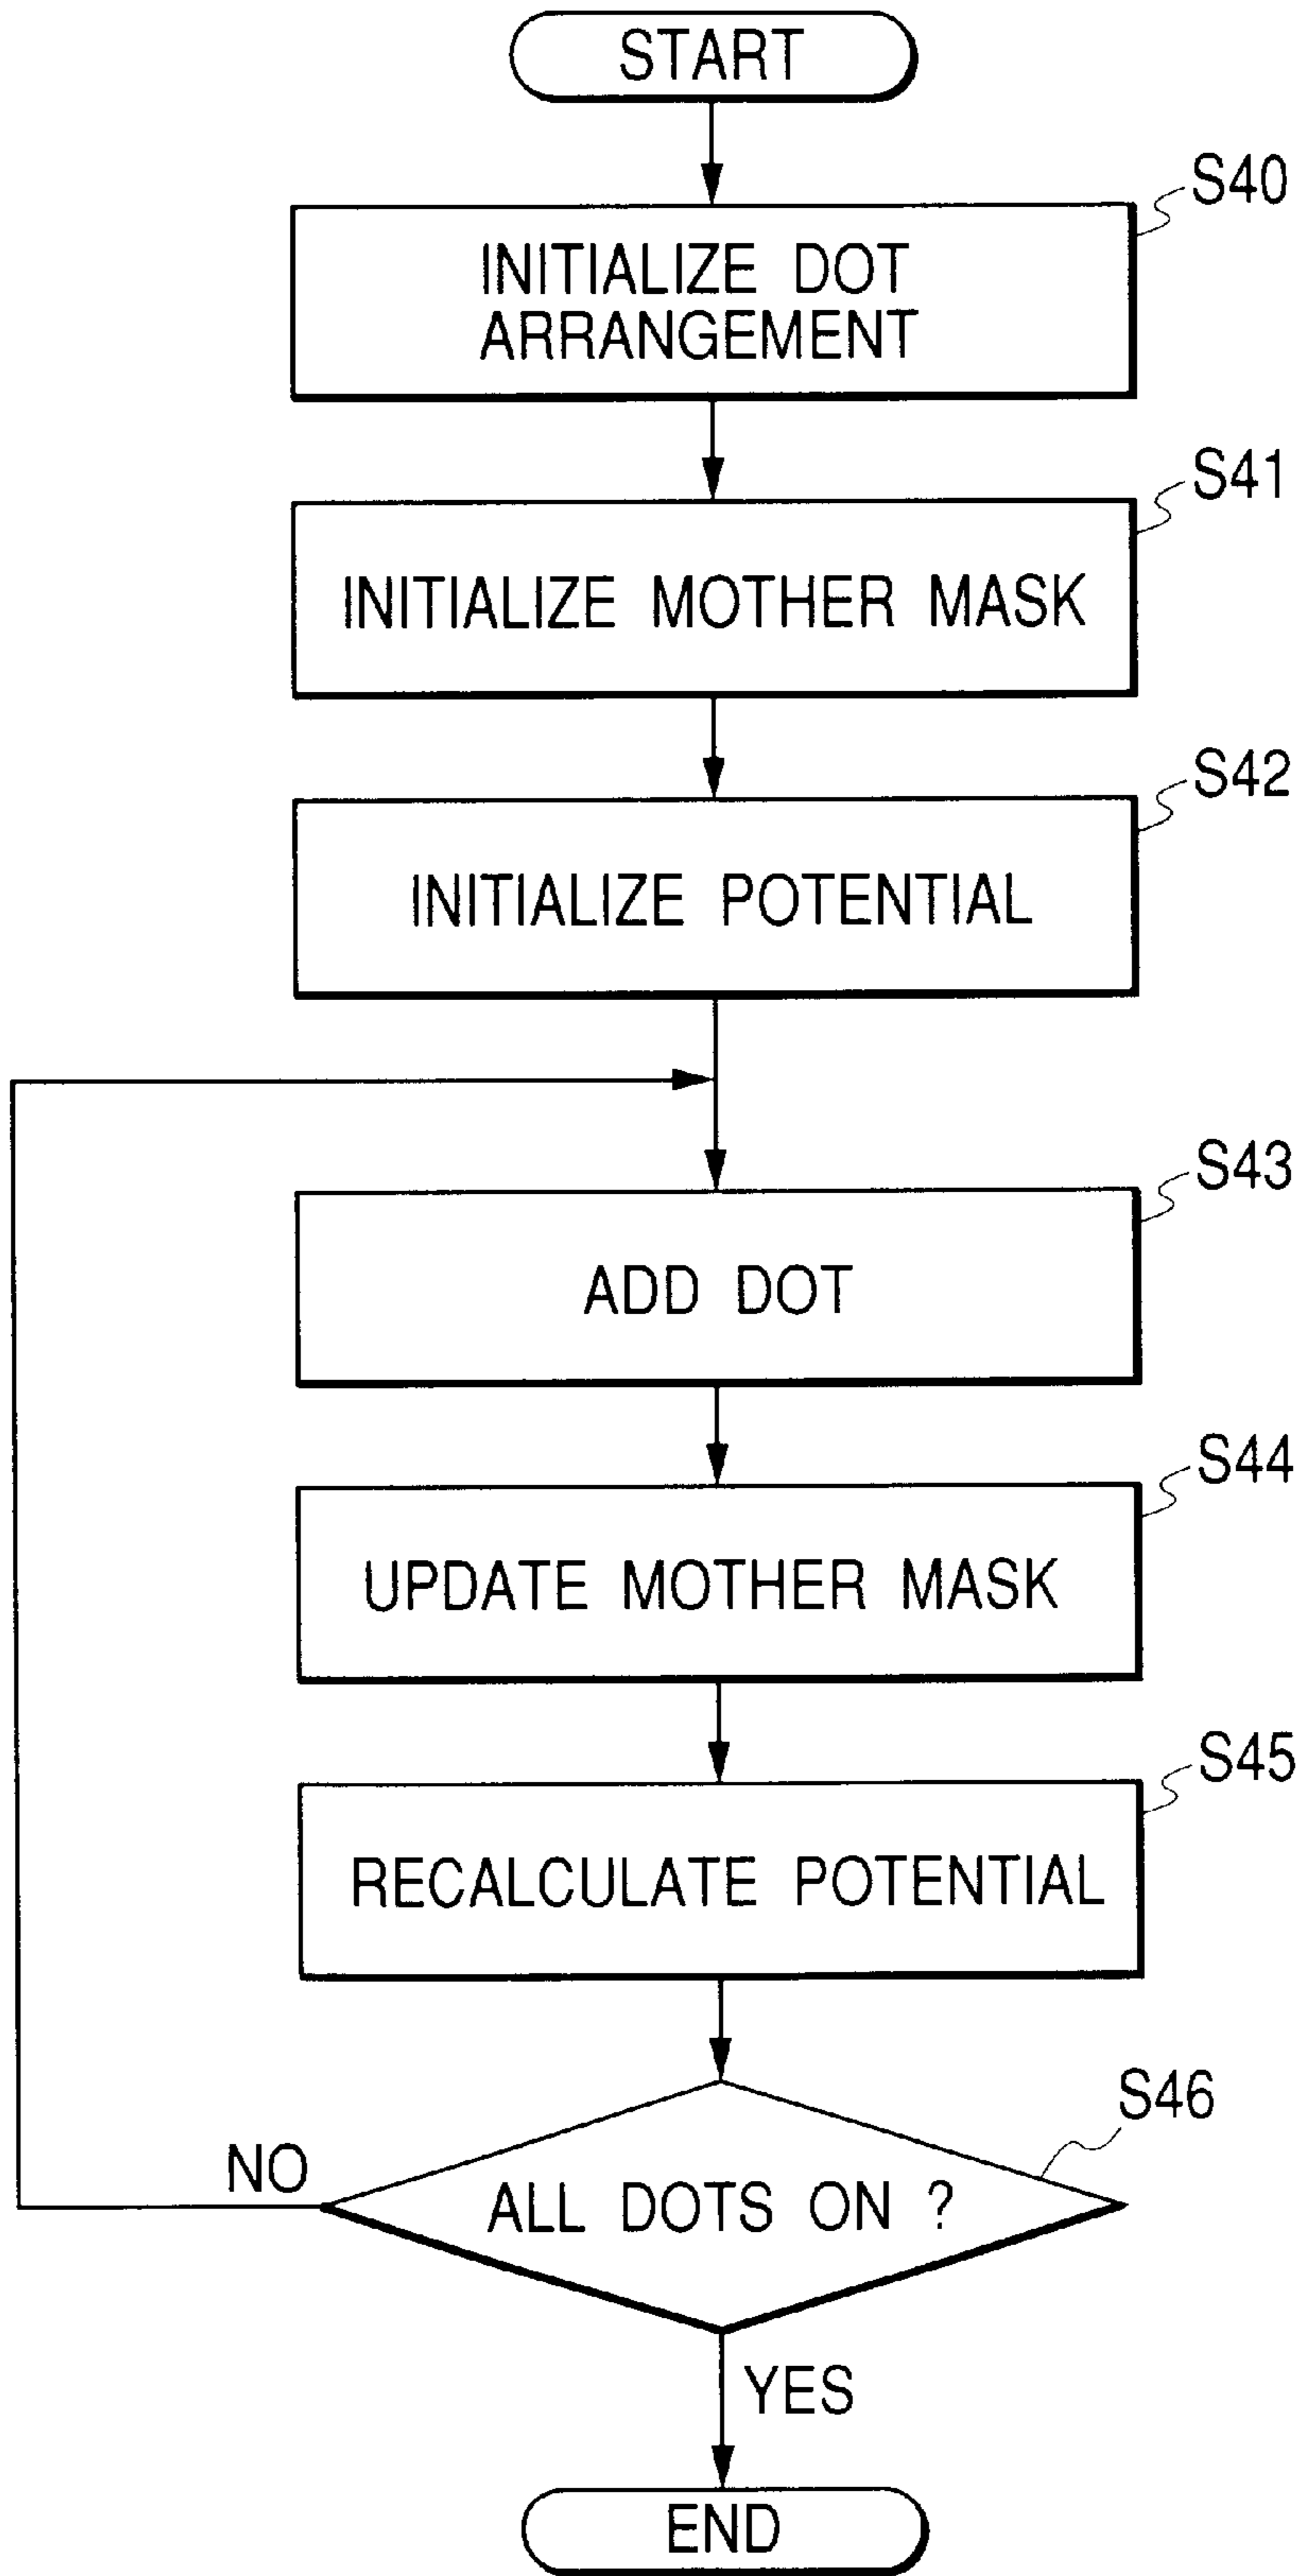 START
S40
INITIALIZE DOT
ARRANGEMENT
S41
INITIALIZE MOTHER MASK
S42
INITIALIZE POTENTIAL
S43
ADD DOT
S44
UPDATE MOTHER MASK
S45
RECALCULATE POTENTIAL
S46
NO
ALL DOTS ON ?
YES
END